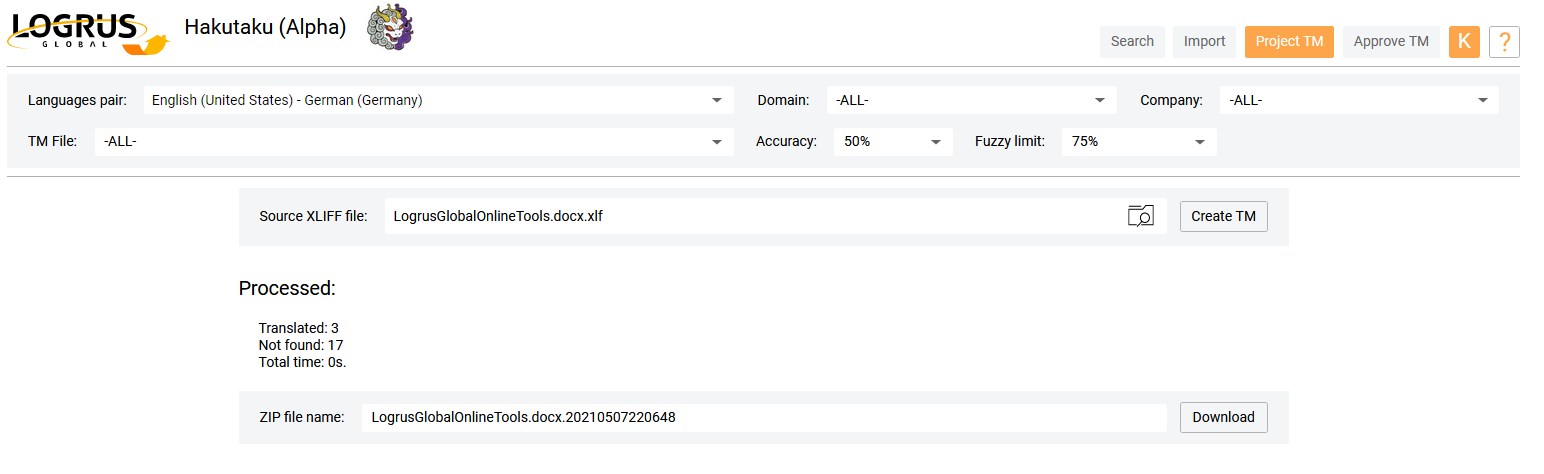 LOGRUS
GLOBAL
Hakutaku (Alpha)
Search Import Project TM Approve TM K ?
Languages pair: English (United States) - German (Germany) Domain: -ALL- Company: -ALL-
TM File: -ALL- Accuracy: 50% Fuzzy limit: 75%
Source XLIFF file: LogrusGlobalOnlineTools.docx.xlf Create TM
Processed:
Translated: 3
Not found: 17
Total time: 0s.
ZIP file name: LogrusGlobalOnlineTools.docx.20210507220648 Download